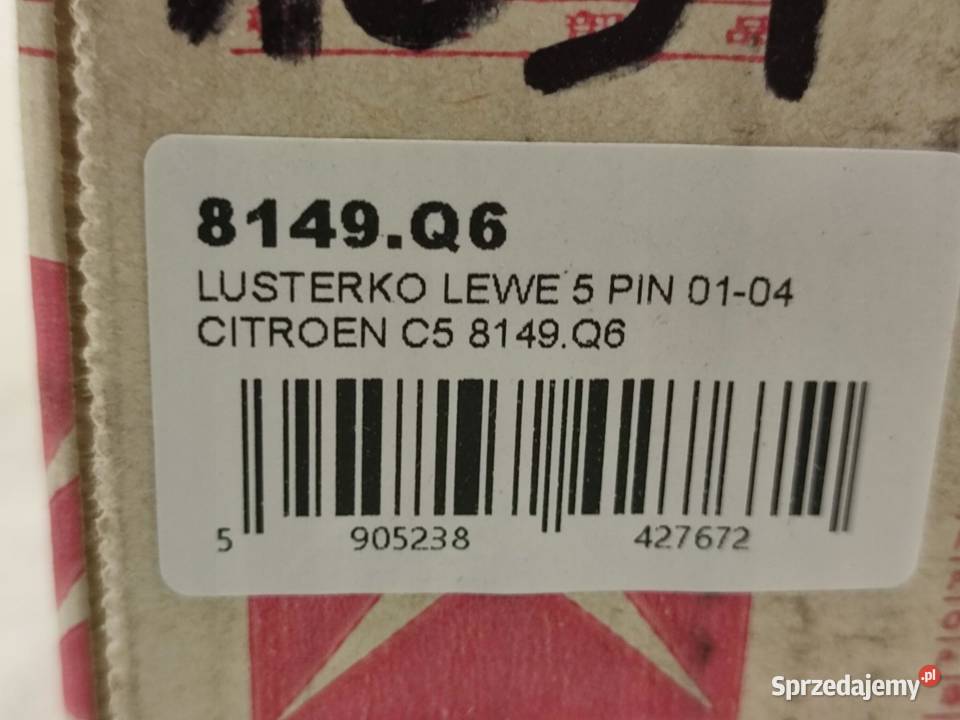 8149.Q6
LUSTERKO LEWE 5 PIN 01-04
CITROEN C5 8149.Q6
5 905238 427672
Sprzedajemy.pl